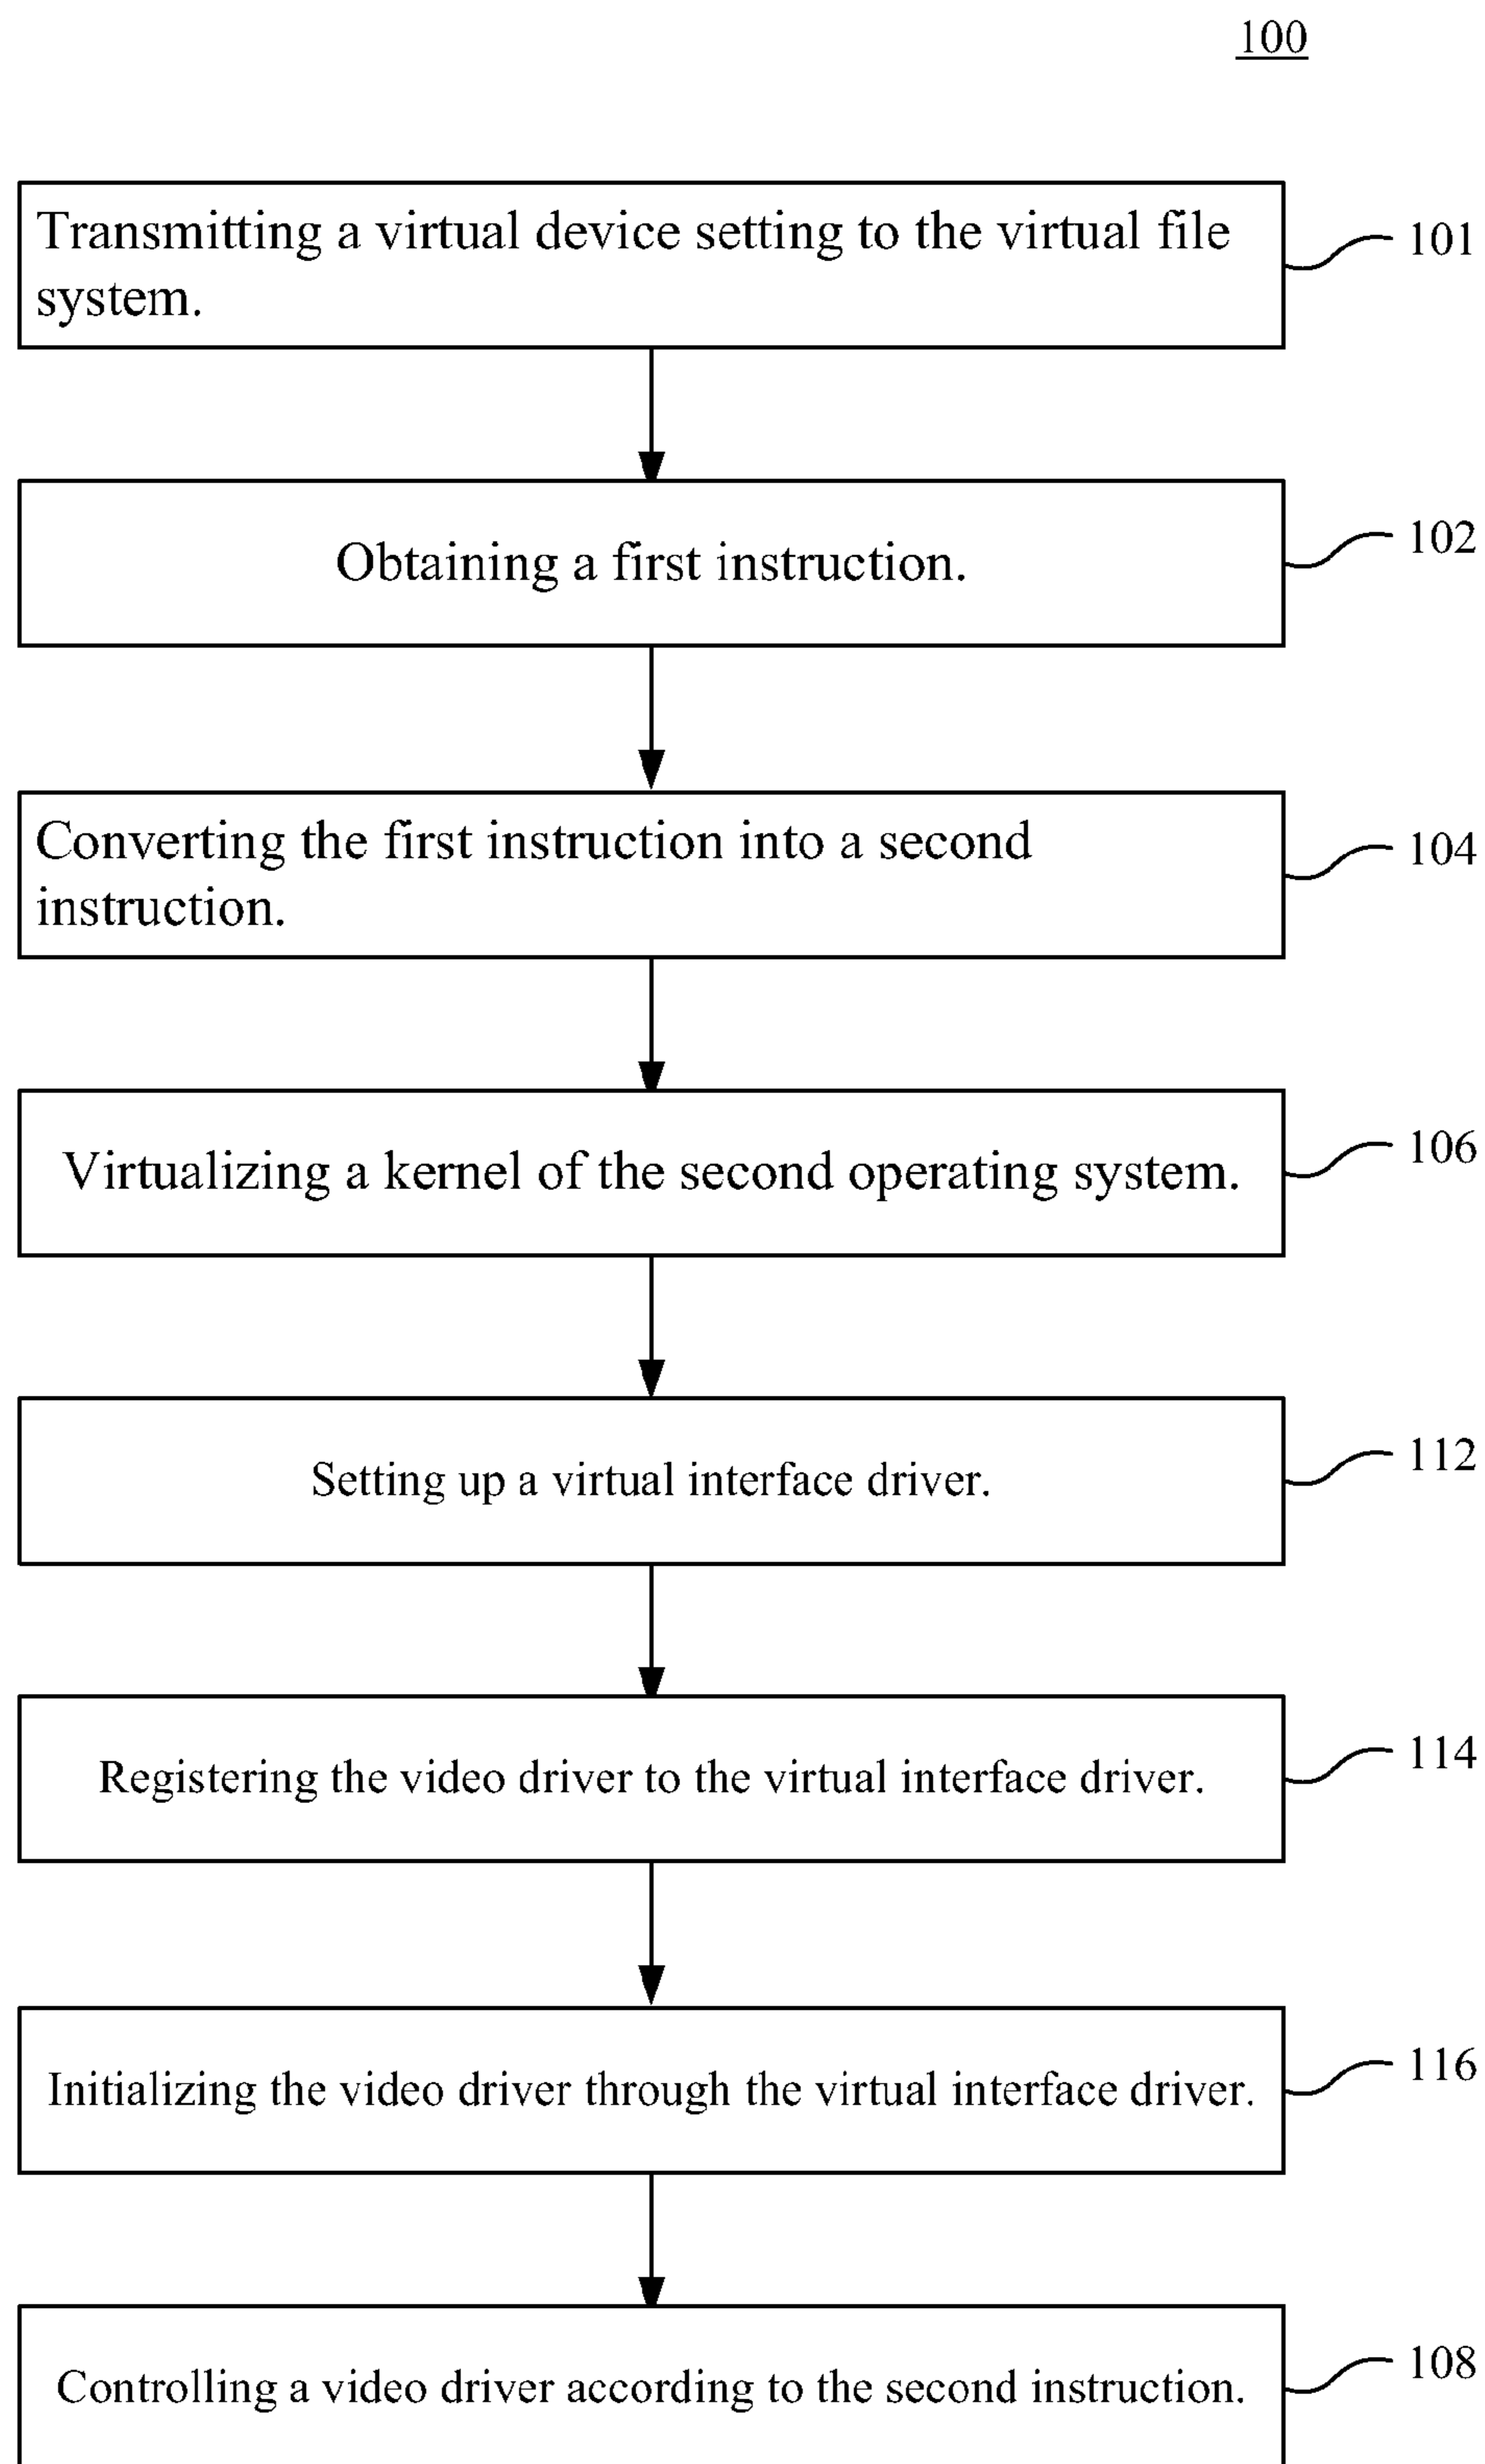 100
Transmitting a virtual device setting to the virtual file
system.
101
Obtaining a first instruction.
102
Converting the first instruction into a second
instruction.
104
Virtualizing a kernel of the second operating system.
106
Setting up a virtual interface driver.
112
Registering the video driver to the virtual interface driver.
114
Initializing the video driver through the virtual interface driver.
116
Controlling a video driver according to the second instruction.
108